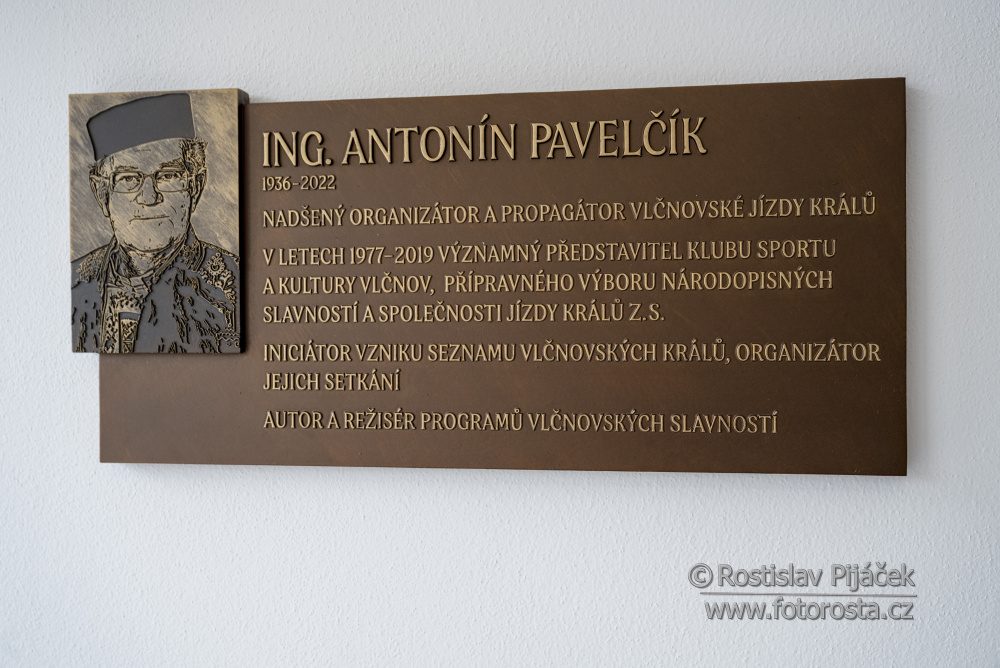 ING. ANTONÍN PAVELČÍK
1936–2022
NADŠENÝ ORGANIZÁTOR A PROPAGÁTOR VLČNOVSKÉ JÍZDY KRÁLŮ
V LETECH 1977–2019 VÝZNAMNÝ PŘEDSTAVITEL KLUBU SPORTU
A KULTURY VLČNOV, PŘÍPRAVNÉHO VÝBORU NÁRODOPISNÝCH
SLAVNOSTÍ A SPOLEČNOSTI JÍZDY KRÁLŮ Z.S.
INICIÁTOR VZNIKU SEZNAMU VLČNOVSKÝCH KRÁLŮ, ORGANIZÁTOR
JEJICH SETKÁNÍ
AUTOR A REŽISÉR PROGRAMŮ VLČNOVSKÝCH SLAVNOSTÍ
© Rostislav Pijáček
www.fotorosta.cz